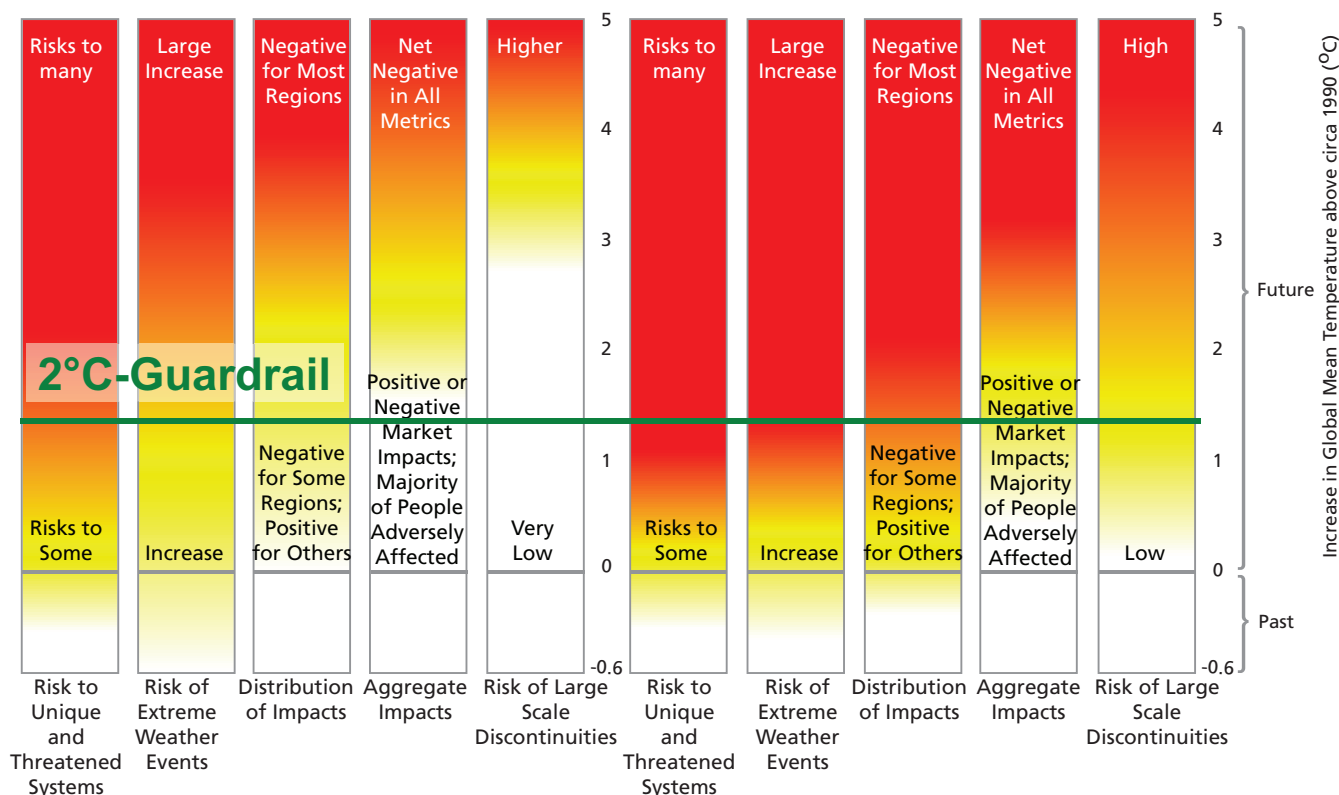 Risks to
many
Large
Increase
Negative
for Most
Regions
Net
Negative
in All
Metrics
Higher
5
4
3
2
1
0
-0.6
Risks to
many
Large
Increase
Negative
for Most
Regions
Net
Negative
in All
Metrics
High
5
4
3
2
1
0
-0.6
Increase in Global Mean Temperature above circa 1990 (⁰C)
Future
Past
2°C-Guardrail
Risks to
Some
Increase
Negative
for Some
Regions;
Positive
for Others
Positive or
Negative
Market
Impacts;
Majority
of People
Adversely
Affected
Very
Low
Risks to
Some
Increase
Negative
for Some
Regions;
Positive
for Others
Positive or
Negative
Market
Impacts;
Majority
of People
Adversely
Affected
Low
Risk to
Unique
and
Threatened
Systems
Risk of
Extreme
Weather
Events
Distribution
of Impacts
Aggregate
Impacts
Risk of Large
Scale
Discontinuities
Risk to
Unique
and
Threatened
Systems
Risk of
Extreme
Weather
Events
Distribution
of Impacts
Aggregate
Impacts
Risk of Large
Scale
Discontinuities